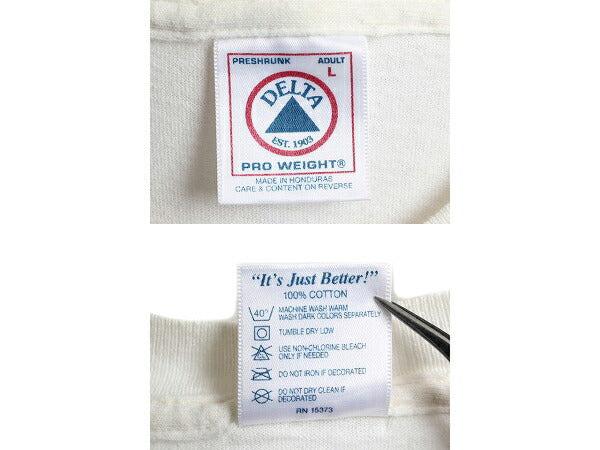 PRESHRUNK ADULT
L
DELTA
EST. 1903
PRO WEIGHT®
MADE IN HONDURAS
CARE & CONTENT ON REVERSE
"It's Just Better!"
100% COTTON
40°
MACHINE WASH WARM
WASH DARK COLORS SEPARATELY
TUMBLE DRY LOW
USE NON-CHLORINE BLEACH
ONLY IF NEEDED
DO NOT IRON IF DECORATED
DO NOT DRY CLEAN IF
DECORATED
RN 15373